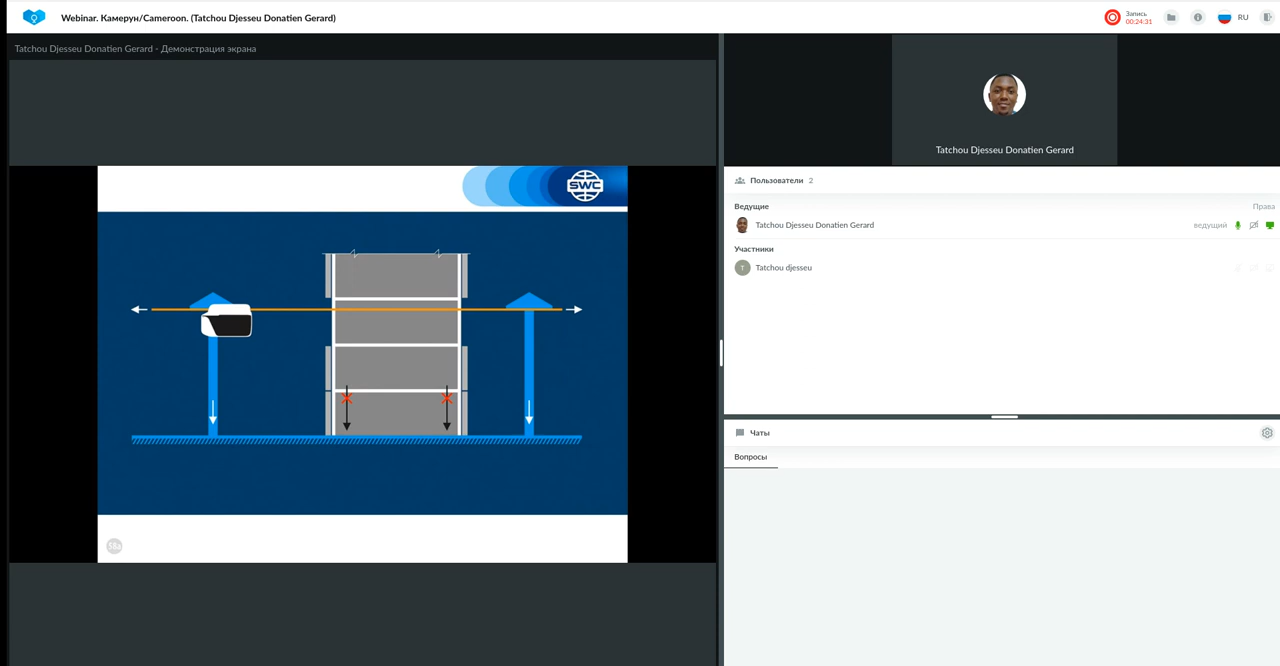 Webinar. Камерун/Cameroon. (Tatchou Djesseu Donatien Gerard)
Запись
00:24:31
RU
Tatchou Djesseu Donatien Gerard - Демонстрация экрана
SWC
58a
Tatchou Djesseu Donatien Gerard
Пользователи 2
Ведущие Права
Tatchou Djesseu Donatien Gerard ведущий
Участники
T Tatchou djesseu
Чаты
Вопросы